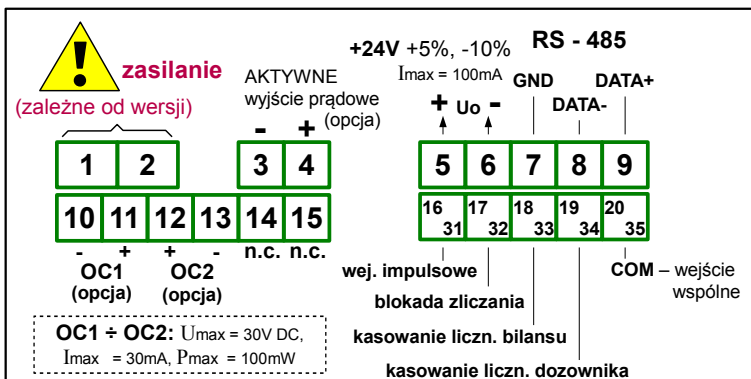 +24V +5%, -10% RS - 485
zasilanie
AKTYWNE
wyjście prądowe
(opcja)
(zależne od wersji)
Imax = 100mA
GND DATA+
DATA-
- +
+ Uo -
1 2 3 4 5 6 7 8 9
10 11 12 13 14 15
16 31 17 32 18 33 19 34 20 35
- + + - n.c. n.c.
OC1 OC2
(opcja) (opcja)
wej. impulsowe
COM – wejście
wspólne
blokada zliczania
kasowanie liczn. bilansu
kasowanie liczn. dozownika
OC1 ÷ OC2: Umax = 30V DC,
Imax = 30mA, Pmax = 100mW